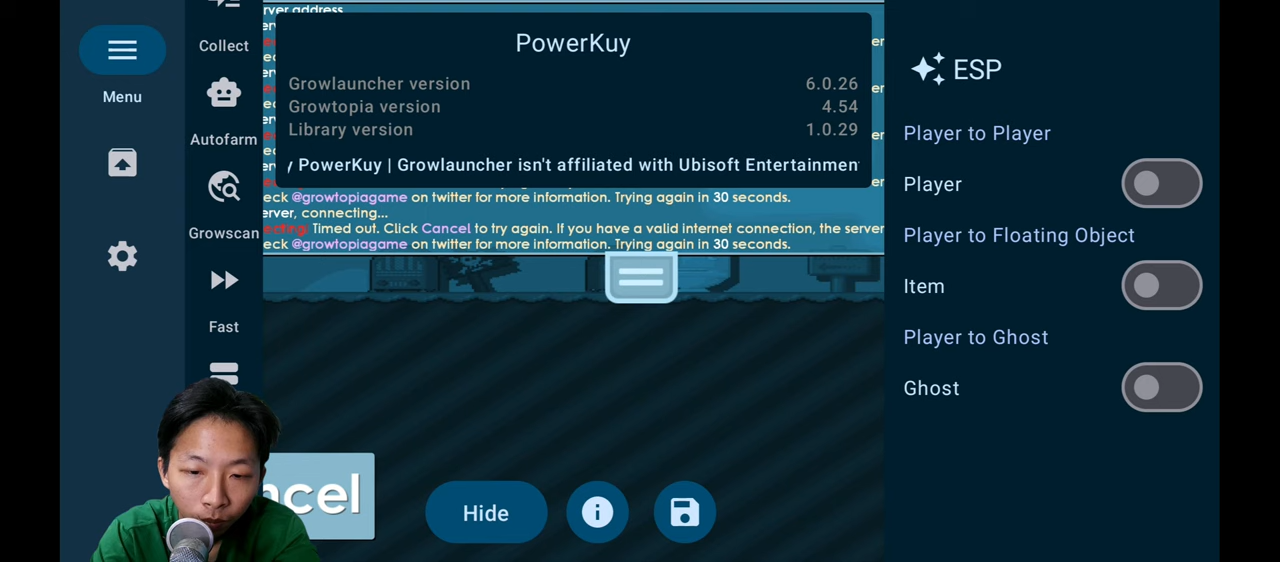 Menu
Collect
Autofarm
Growscan
Fast
rver address
PowerKuy
Growlauncher version 6.0.26
Growtopia version 4.54
Library version 1.0.29
y PowerKuy | Growlauncher isn't affiliated with Ubisoft Entertainmen
eck @growtopiagame on twitter for more information. Trying again in 30 seconds.
erver, connecting...
ecting: Timed out. Click Cancel to try again. If you have a valid internet connection, the server
eck @growtopiagame on twitter for more information. Trying again in 30 seconds.
ncel
Hide
ESP
Player to Player
Player
Player to Floating Object
Item
Player to Ghost
Ghost